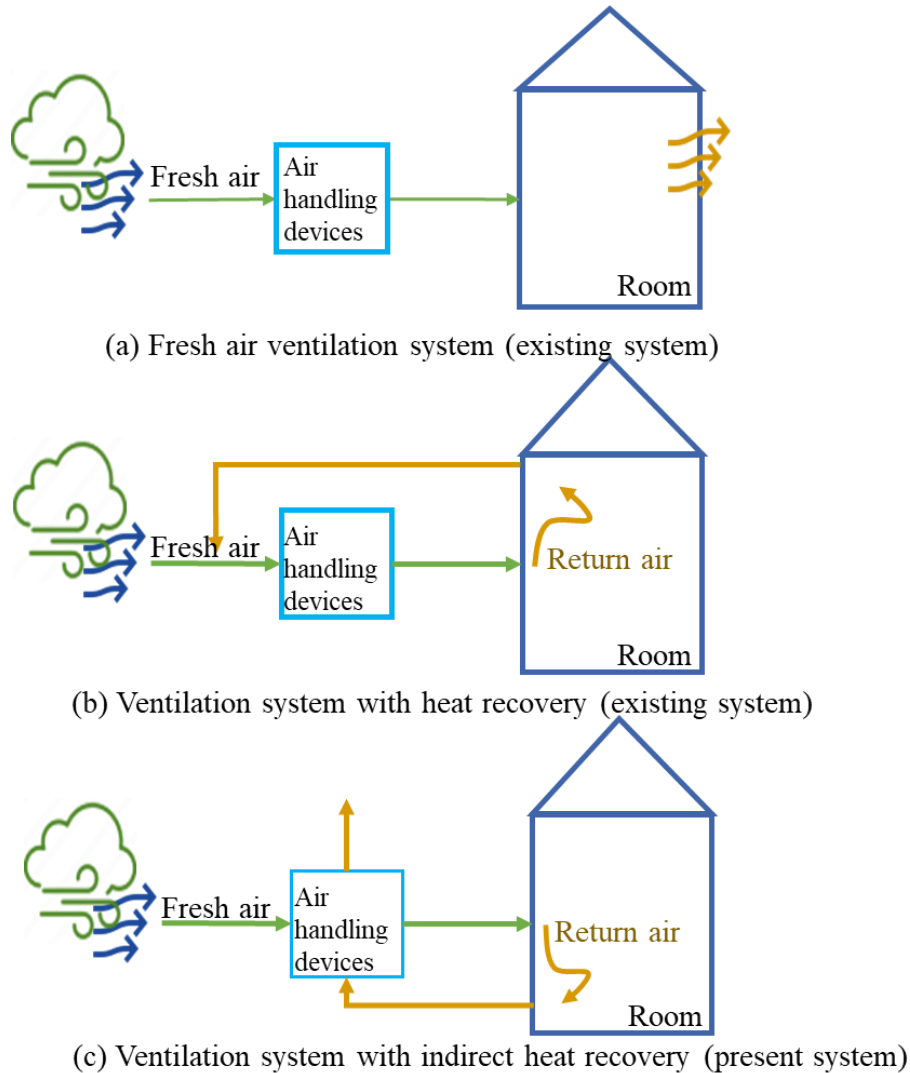 Fresh air
Air
handling
devices
Room
(a) Fresh air ventilation system (existing system)
Fresh air
Air
handling
devices
Return air
Room
(b) Ventilation system with heat recovery (existing system)
Fresh air
Air
handling
devices
Return air
Room
(c) Ventilation system with indirect heat recovery (present system)